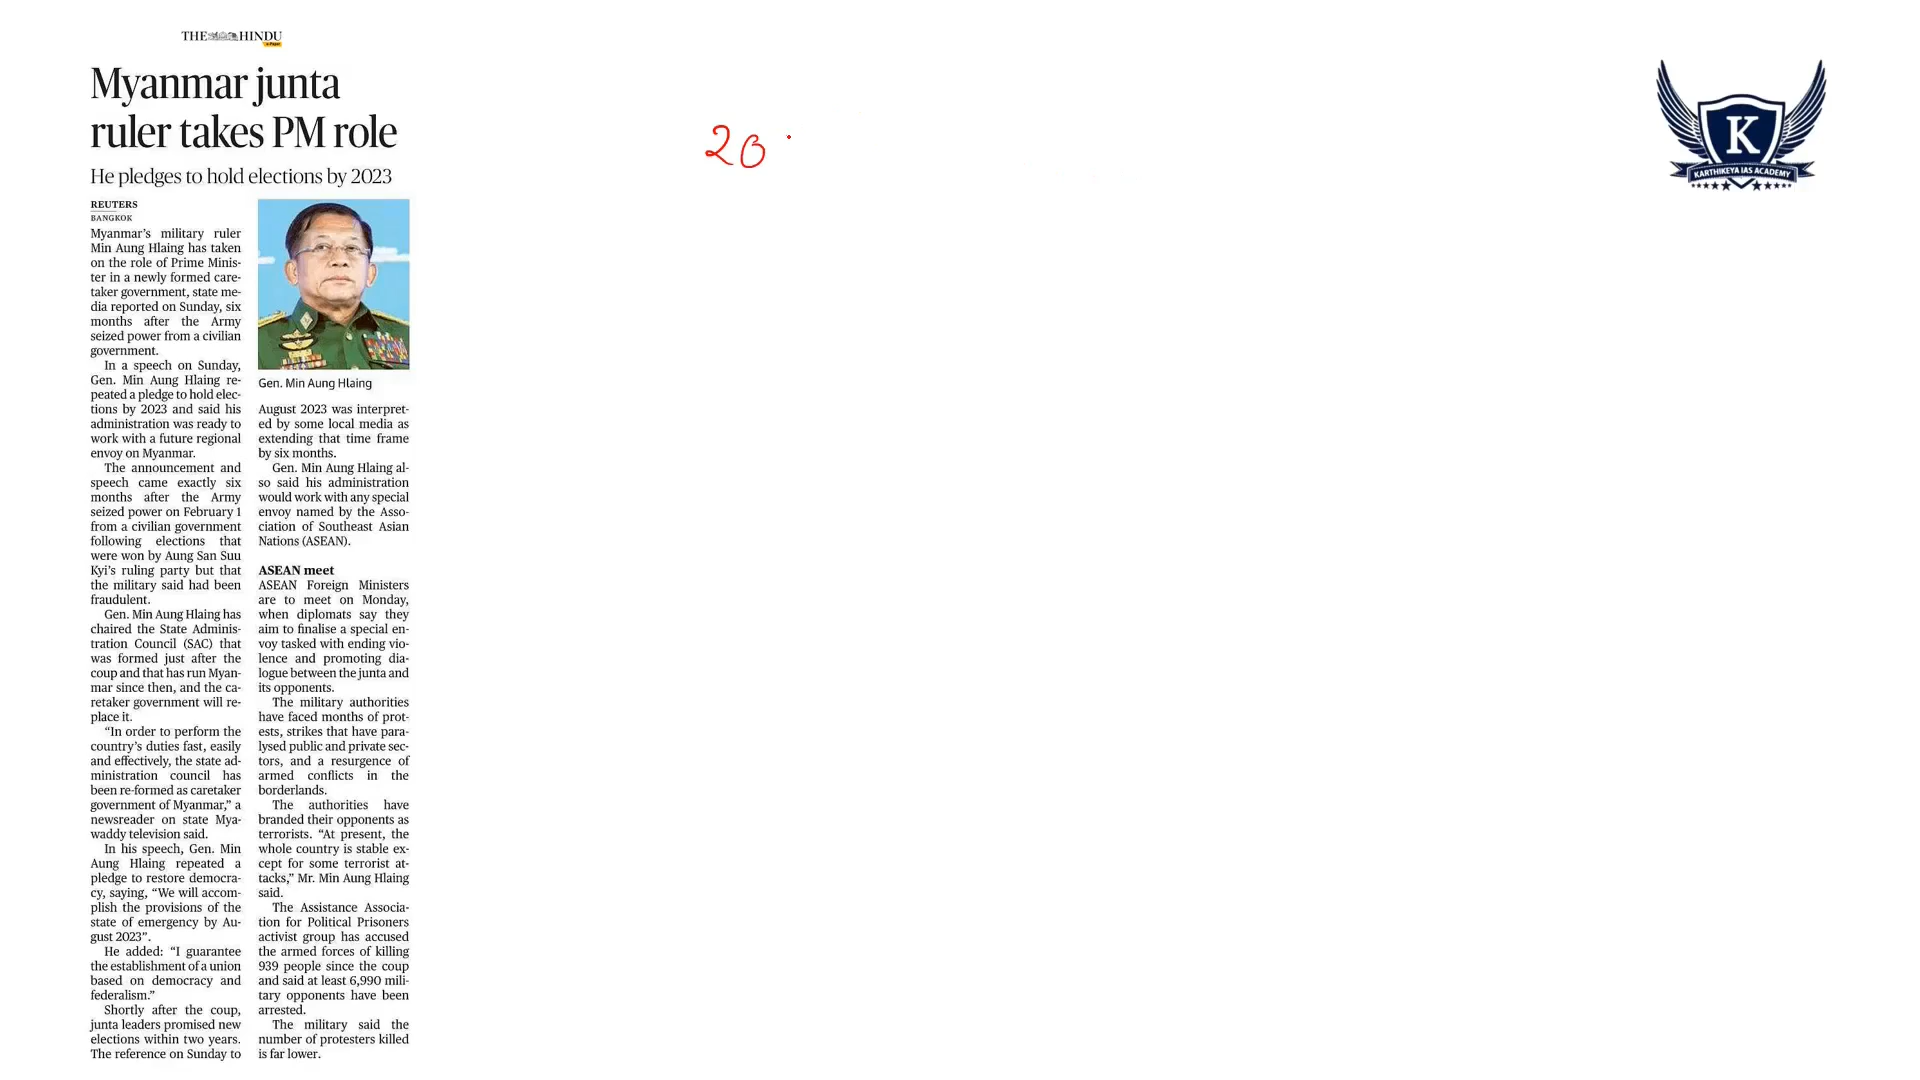 THE HINDU
e-Paper
Myanmar junta
ruler takes PM role
He pledges to hold elections by 2023
REUTERS
BANGKOK
Myanmar's military ruler
Min Aung Hlaing has taken
on the role of Prime Minis-
ter in a newly formed care-
taker government, state me-
dia reported on Sunday, six
months after the Army
seized power from a civilian
government.
In a speech on Sunday,
Gen. Min Aung Hlaing re-
peated a pledge to hold elec-
tions by 2023 and said his
administration was ready to
work with a future regional
envoy on Myanmar.
The announcement and
speech came exactly six
months after the Army
seized power on February 1
from a civilian government
following elections that
were won by Aung San Suu
Kyi's ruling party but that
the military said had been
fraudulent.
Gen. Min Aung Hlaing has
chaired the State Adminis-
tration Council (SAC) that
was formed just after the
coup and that has run Myan-
mar since then, and the ca-
retaker government will re-
place it.
"In order to perform the
country's duties fast, easily
and effectively, the state ad-
ministration council has
been re-formed as caretaker
government of Myanmar," a
newsreader on state Mya-
waddy television said.
In his speech, Gen. Min
Aung Hlaing repeated a
pledge to restore democra-
cy, saying, "We will accom-
plish the provisions of the
state of emergency by Au-
gust 2023".
He added: "I guarantee
the establishment of a union
based on democracy and
federalism."
Shortly after the coup,
junta leaders promised new
elections within two years.
The reference on Sunday to
Gen. Min Aung Hlaing
August 2023 was interpret-
ed by some local media as
extending that time frame
by six months.
Gen. Min Aung Hlaing al-
so said his administration
would work with any special
envoy named by the Asso-
ciation of Southeast Asian
Nations (ASEAN).
ASEAN meet
ASEAN Foreign Ministers
are to meet on Monday,
when diplomats say they
aim to finalise a special en-
voy tasked with ending vio-
lence and promoting dia-
logue between the junta and
its opponents.
The military authorities
have faced months of prot-
ests, strikes that have para-
lysed public and private sec-
tors, and a resurgence of
armed conflicts in the
borderlands.
The authorities have
branded their opponents as
terrorists. "At present, the
whole country is stable ex-
cept for some terrorist at-
tacks," Mr. Min Aung Hlaing
said.
The Assistance Associa-
tion for Political Prisoners
activist group has accused
the armed forces of killing
939 people since the coup
and said at least 6,990 mili-
tary opponents have been
arrested.
The military said the
number of protesters killed
is far lower.
20
K
KARTHIKEYA IAS ACADEMY